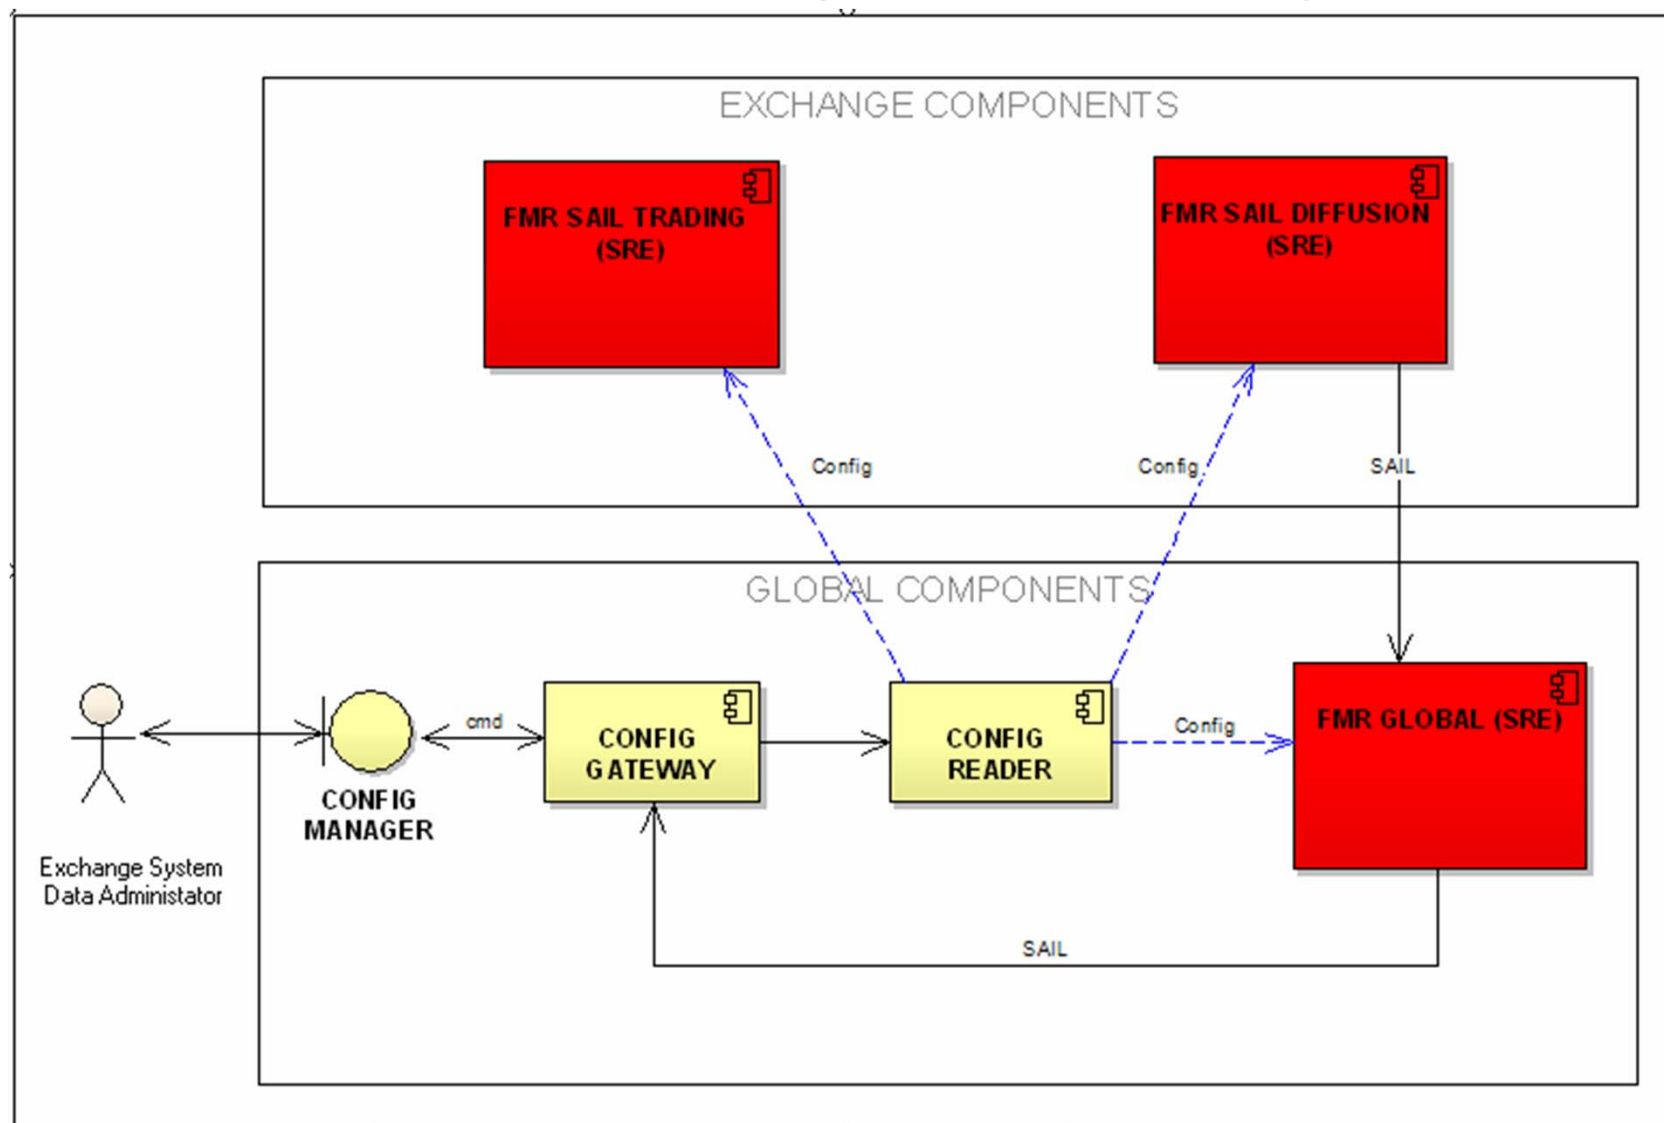 EXCHANGE COMPONENTS
FMR SAIL TRADING
(SRE)
FMR SAIL DIFFUSION
(SRE)
Config
Config
SAIL
GLOBAL COMPONENTS
cmd
CONFIG
GATEWAY
CONFIG
READER
Config
FMR GLOBAL (SRE)
CONFIG
MANAGER
Exchange System
Data Administator
SAIL